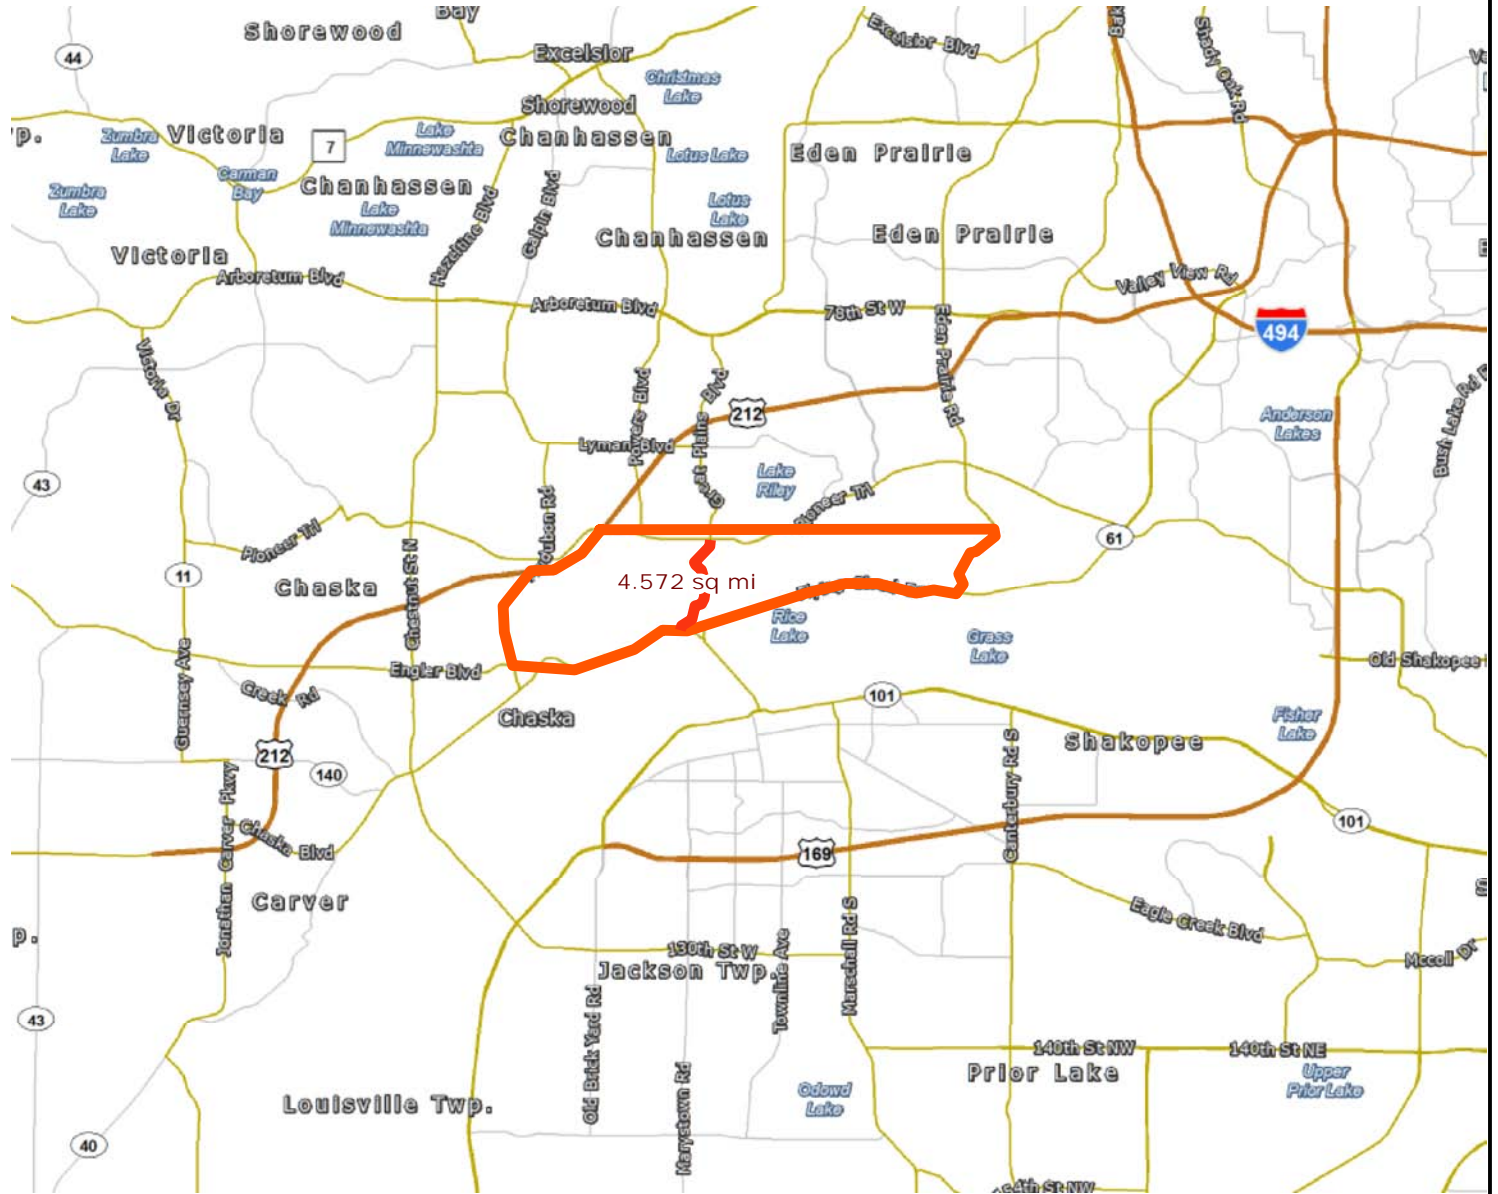 Bay
Shorewood
Excelsior
Excelsior Blvd
Shady Oak Rd
44
Christmas
Lake
Shorewood
Zumbra
Lake
Victoria
7
Lake
Minnewashta
Chanhassen
Lotus Lake
Eden Prairie
Carman
Bay
Zumbra
Lake
Chanhassen
Lake
Minnewashta
Hazeltine Blvd
Galpin Blvd
Lotus
Lake
Chanhassen
Eden Prairie
Victoria
Arboretum Blvd
Arboretum Blvd
78th St W
Valley View Rd
494
Victoria Dr
Eden Prairie Rd
Powers Blvd
Great Plains Blvd
212
Anderson
Lakes
Bush Lake Rd
Lyman Blvd
Lake
Riley
43
Pioneer Trl
Pioneer Trl
Audubon Rd
61
11
Chaska
Chestnut St N
4.572 sq mi
Rice
Lake
Grass
Lake
Guernsey Ave
Engler Blvd
Old Shakopee
Creek Rd
101
Chaska
Fisher
Lake
Shakopee
212
140
Jonathan Carver Pkwy
Canterbury Rd S
101
Chaska Blvd
169
Carver
Marschall Rd S
Eagle Creek Blvd
p.
130th St W
Mccoll Dr
Jackson Twp.
Townline Ave
Old Brick Yard Rd
43
140th St NW
140th St NE
Marystown Rd
Prior Lake
Upper
Prior Lake
Odowd
Lake
Louisville Twp.
40